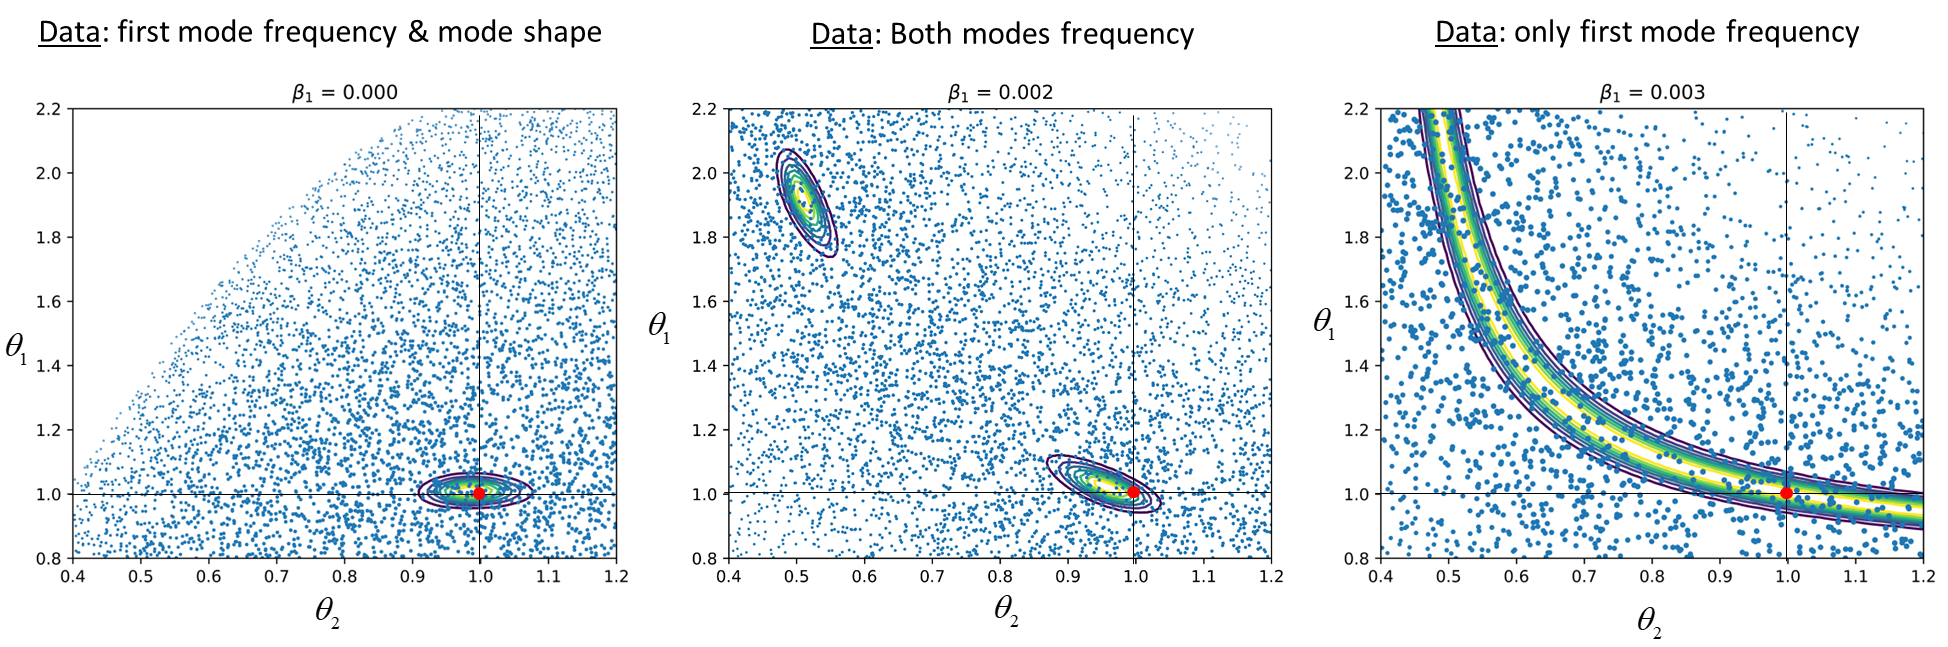 Data: first mode frequency & mode shape
β₁ = 0.000
2.2
2.0
1.8
1.6
1.4
1.2
1.0
0.8
θ₁
0.4 0.5 0.6 0.7 0.8 0.9 1.0 1.1 1.2
θ₂
Data: Both modes frequency
β₁ = 0.002
2.2
2.0
1.8
1.6
1.4
1.2
1.0
0.8
θ₁
0.4 0.5 0.6 0.7 0.8 0.9 1.0 1.1 1.2
θ₂
Data: only first mode frequency
β₁ = 0.003
2.2
2.0
1.8
1.6
1.4
1.2
1.0
0.8
θ₁
0.4 0.5 0.6 0.7 0.8 0.9 1.0 1.1 1.2
θ₂